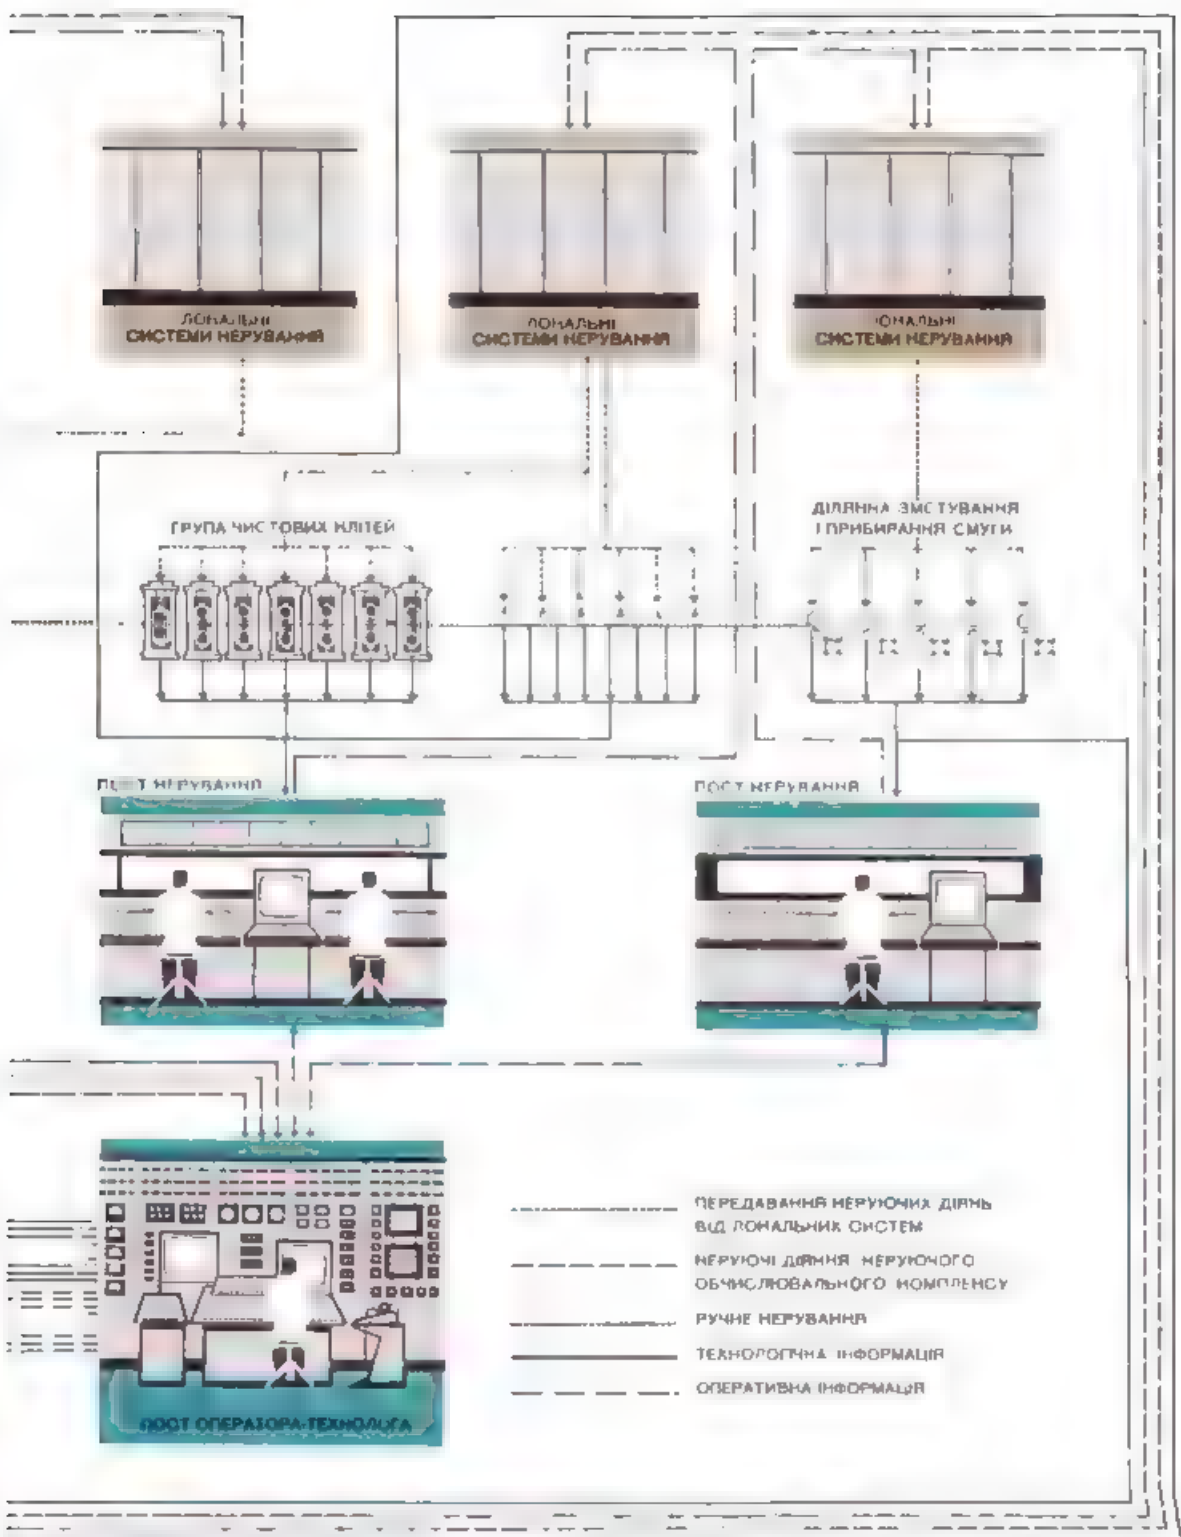 ЛОКАЛЬНІ
СИСТЕМИ КЕРУВАННЯ
ЛОКАЛЬНІ
СИСТЕМИ КЕРУВАННЯ
ЛОКАЛЬНІ
СИСТЕМИ КЕРУВАННЯ
ГРУПА ЧИСТОВИХ КЛІТЕЙ
ДІЛЯНКА ЗМОТУВАННЯ
І ПРИБИРАННЯ СМУГИ
ПОСТ КЕРУВАННЯ
ПОСТ КЕРУВАННЯ
ПЕРЕДАВАННЯ КЕРУЮЧИХ ДІЯНЬ
ВІД ЛОКАЛЬНИХ СИСТЕМ
КЕРУЮЧІ ДІЯННЯ КЕРУЮЧОГО
ОБЧИСЛЮВАЛЬНОГО КОМПЛЕКСУ
РУЧНЕ КЕРУВАННЯ
ТЕХНОЛОГІЧНА ІНФОРМАЦІЯ
ОПЕРАТИВНА ІНФОРМАЦІЯ
ПОСТ ОПЕРАТОРА-ТЕХНОЛОГА